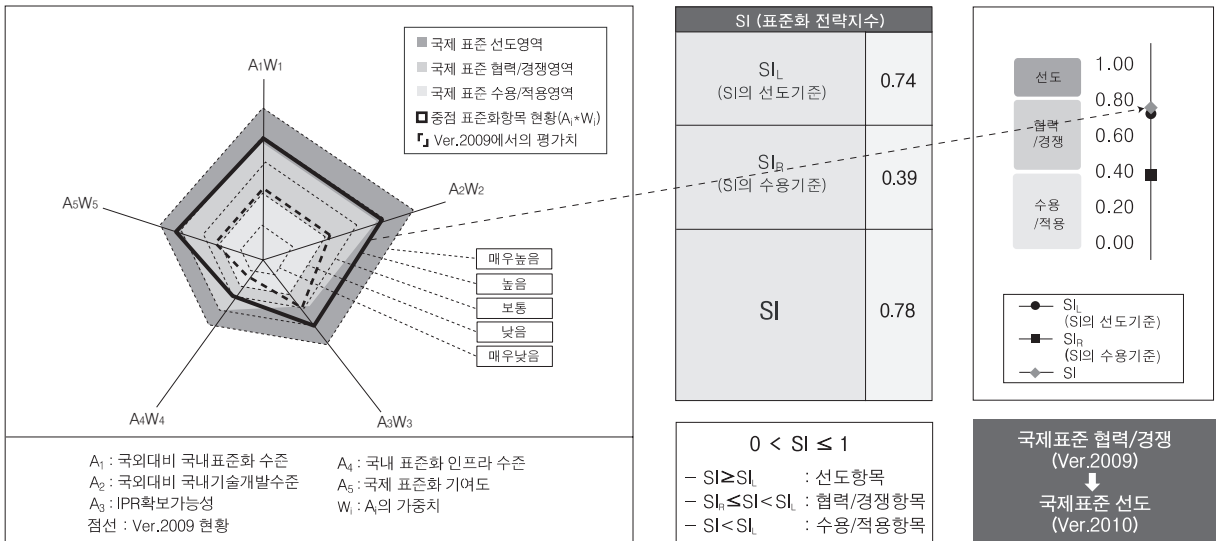 국제 표준 선도영역
국제 표준 협력/경쟁영역
국제 표준 수용/적용영역
중점 표준화항목 현황(Ai*Wi)
Ver.2009에서의 평가치
A1W1
A2W2
A5W5
A4W4
A3W3
매우높음
높음
보통
낮음
매우낮음
A1 : 국외대비 국내표준화 수준
A2 : 국외대비 국내기술개발수준
A3 : IPR확보가능성
점선 : Ver.2009 현황
A4 : 국내 표준화 인프라 수준
A5 : 국제 표준화 기여도
Wi : Ai의 가중치
SI (표준화 전략지수)
SIL
(SI의 선도기준)
0.74
SIR
(SI의 수용기준)
0.39
SI
0.78
0 < SI ≤ 1
– SI≥SIL : 선도항목
– SIR≤SI<SIL : 협력/경쟁항목
– SI<SIL : 수용/적용항목
선도
협력
/경쟁
수용
/적용
1.00
0.80
0.60
0.40
0.20
0.00
SIL
(SI의 선도기준)
SIR
(SI의 수용기준)
SI
국제표준 협력/경쟁
(Ver.2009)
국제표준 선도
(Ver.2010)